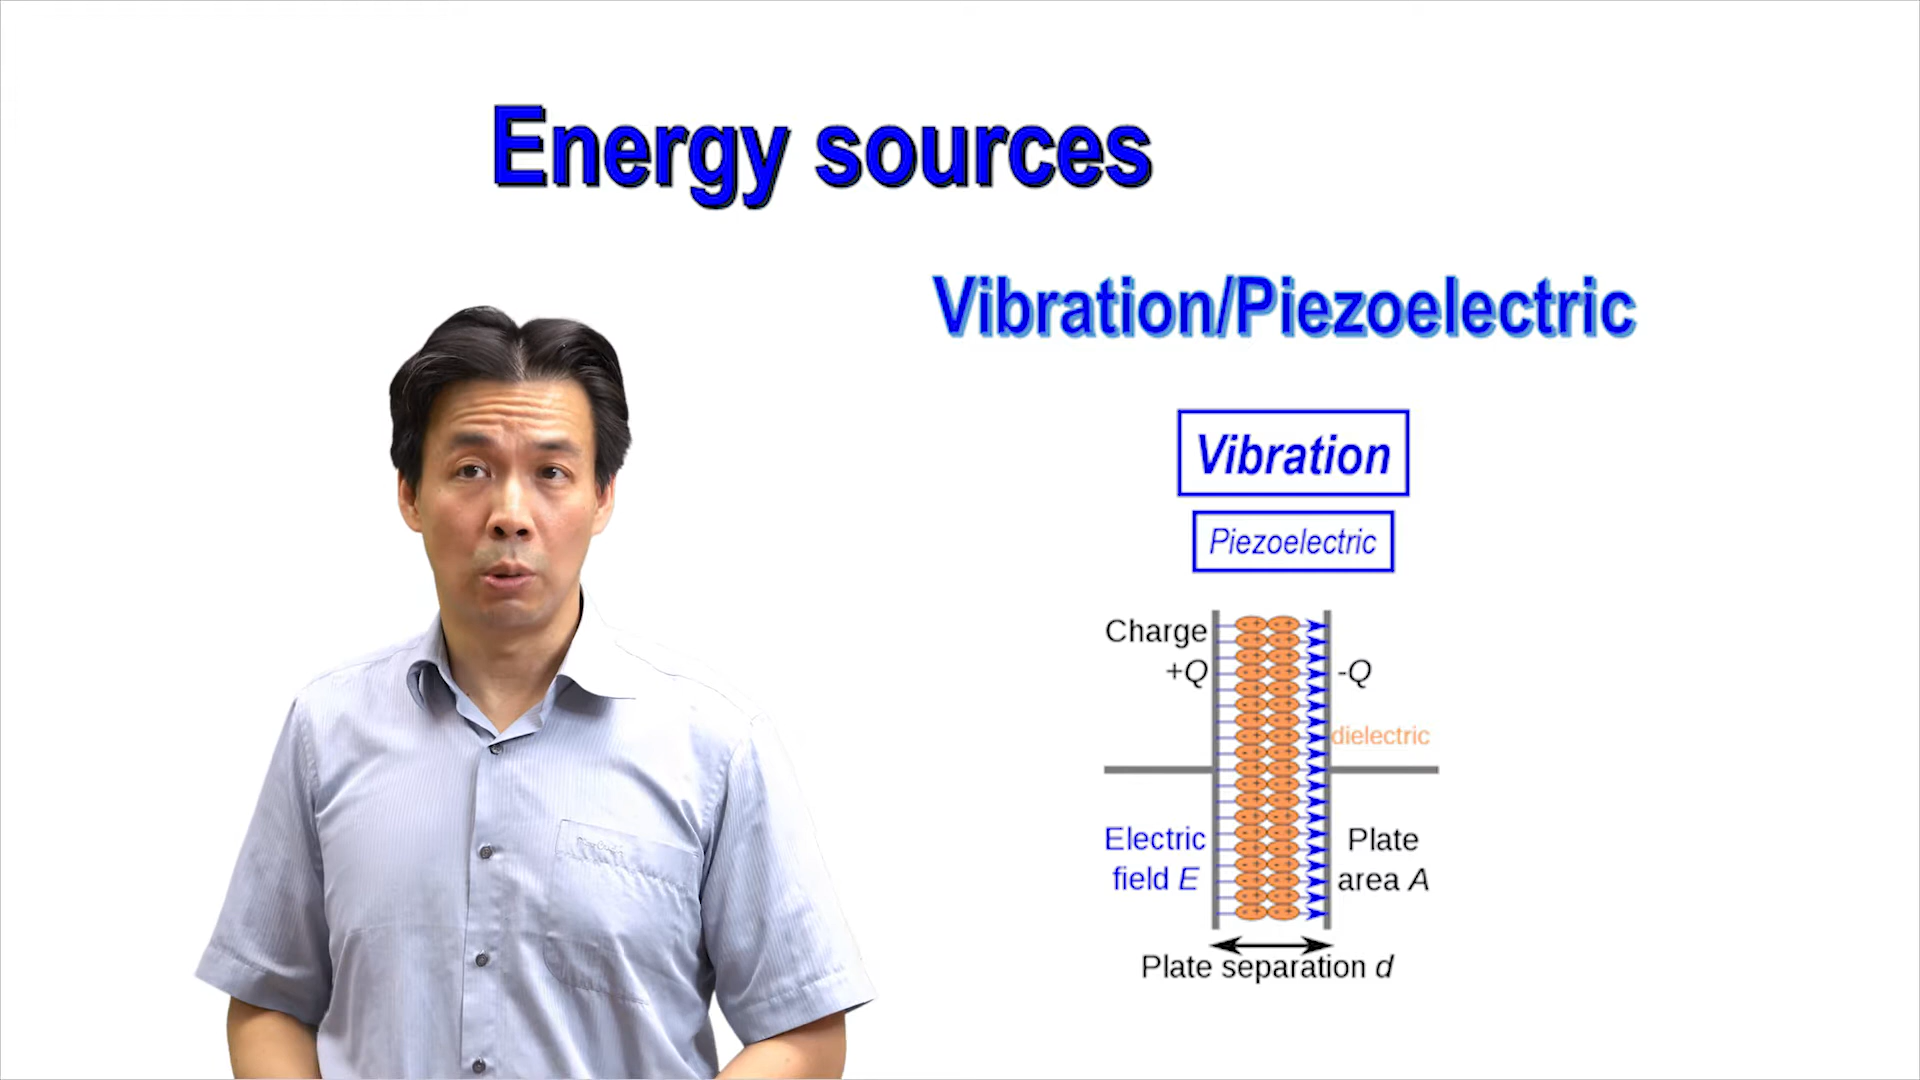 Energy sources
Vibration/Piezoelectric
Vibration
Piezoelectric
Charge
+Q
-Q
dielectric
Electric
field E
Plate
area A
Plate separation d